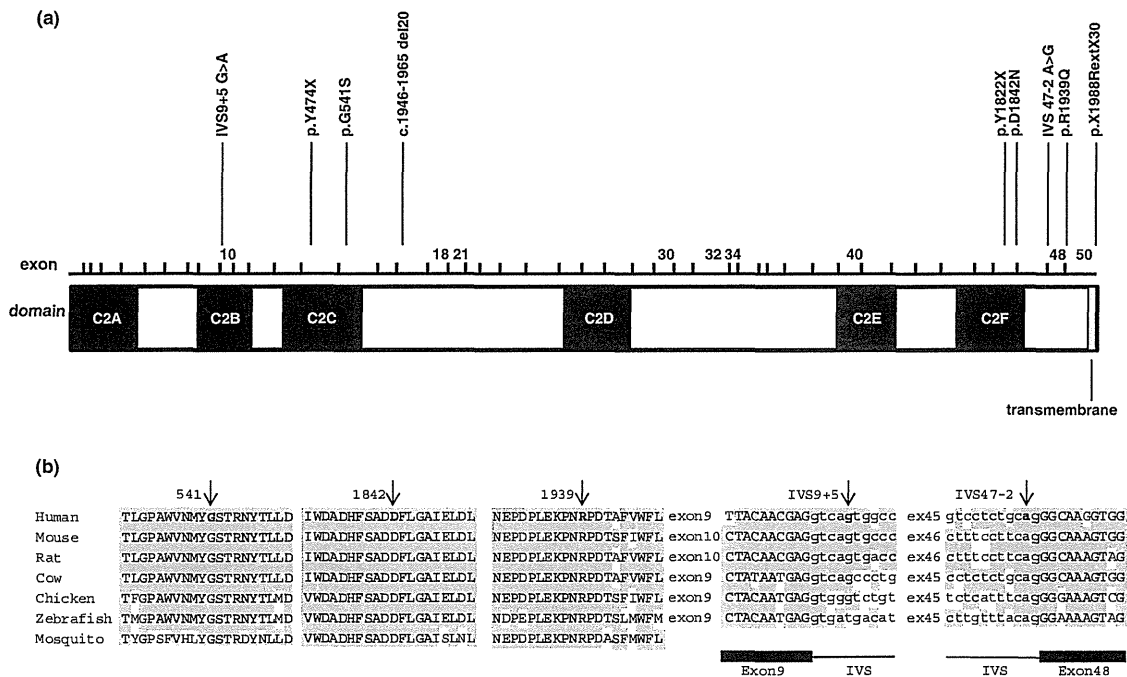 (a)
IVS9+5 G>A
p.Y474X
p.G541S
c.1946-1965 del20
p.Y1822X
p.D1842N
IVS 47-2 A>G
p.R1939Q
p.X1988RextX30
exon 10 18 21 30 32 34 40 48 50
domain C2A C2B C2C C2D C2E C2F
transmembrane
(b)
541 1842 1939 IVS9+5 IVS47-2
Human TLGPAWVNMYGSTRNYTLLD IWDADHFSADDFLGAIELDL NEPDPLEKPNRPDTAFVWFL exon9 TTACAACGAGgtcagtggcc ex45 gtcctctgcagGGCAAGGTGG
Mouse TLGPAWVNMYGSTRNYTLLD IWDADHFSADDFLGAIELDL NEPDPLEKPNRPDTSFIWFL exon10 CTACAACGAGgtcagtgccc ex46 ctttccttcagGGCAAAGTGG
Rat TLGPAWVNMYGSTRNYTLLD IWDADHFSADDFLGAIELDL NEPDPLEKPNRPDTAFVWFL exon10 CTACAACGAGgtcagtgacc ex46 tcttccttcagGGCAAAGTAG
Cow TLGPAWVNMYGSTRNYTLLD IWDADHFSADDFLGAIELDL NEPDPLEKPNRPDTAFVWFL exon9 CTATAATGAGgtcagccctg ex45 cctctctgcagGGCAAAGTGG
Chicken TFGPAWVNMYGSTRNYTLMD VWDADHFSADDFLGAIELDL NEPDPLEKPNRPDTSFIWFL exon9 CTACAATGAGgtgggtctgt ex45 tctcatttcagGGCAAAGTCG
Zebrafish TMGPAWVNMYGSTRNYTLMD VWDADHFSADDFLGAIELDL NDPEPLEKPNRPDTSLMWFM exon9 CTACAATGAGgtgatgacat ex45 cttgtttacagGGAAAAGTAG
Mosquito TYGPSFVHLYGSTRDYNLLD VWDADHFSADDFLGAISLNL NEPDPLEKPNRPDASFMWFL
Exon9 IVS IVS Exon48